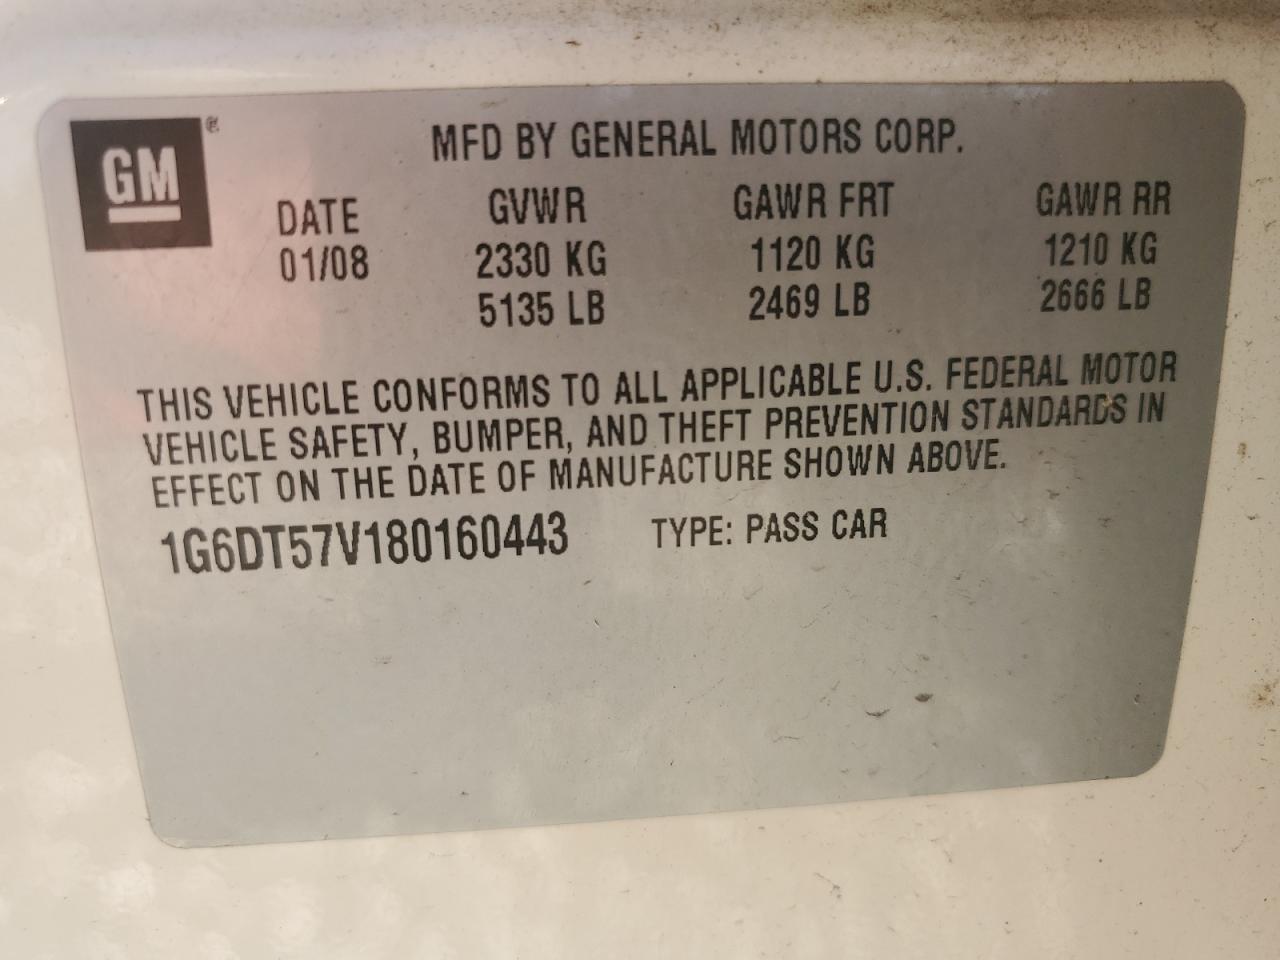 GM®
MFD BY GENERAL MOTORS CORP.
DATE GVWR GAWR FRT GAWR RR
01/08 2330 KG 1120 KG 1210 KG
5135 LB 2469 LB 2666 LB
THIS VEHICLE CONFORMS TO ALL APPLICABLE U.S. FEDERAL MOTOR
VEHICLE SAFETY, BUMPER, AND THEFT PREVENTION STANDARDS IN
EFFECT ON THE DATE OF MANUFACTURE SHOWN ABOVE.
1G6DT57V180160443 TYPE: PASS CAR